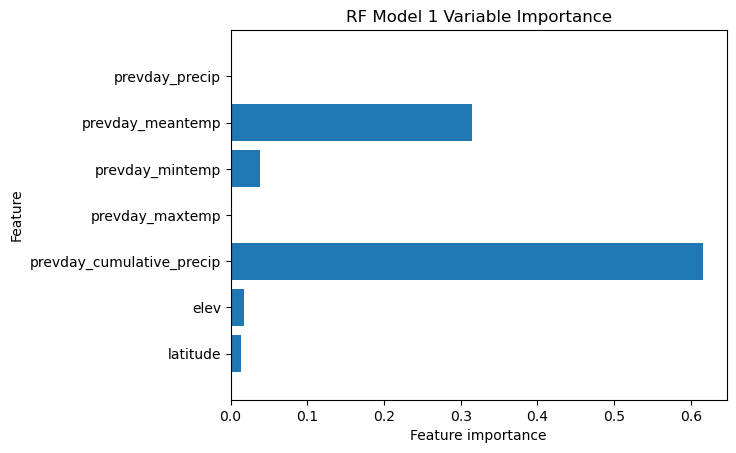 RF Model 1 Variable Importance
prevday_precip
prevday_meantemp
prevday_mintemp
prevday_maxtemp
prevday_cumulative_precip
elev
latitude
Feature
0.0 0.1 0.2 0.3 0.4 0.5 0.6
Feature importance